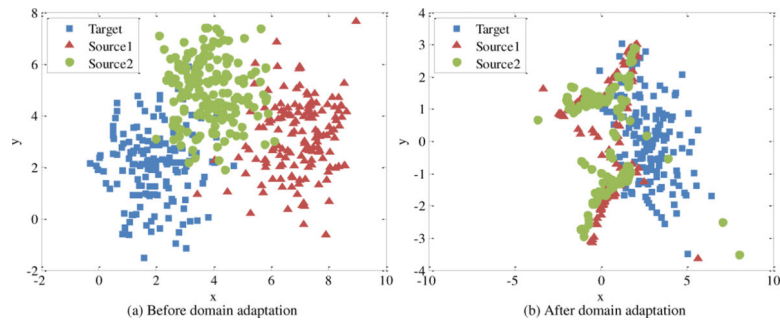 Target
Source1
Source2
8
6
4
2
0
-2
y
-2
0
2
4
6
8
10
x
(a) Before domain adaptation
Target
Source1
Source2
4
3
2
1
0
-1
-2
-3
-4
y
-10
-5
0
5
10
x
(b) After domain adaptation